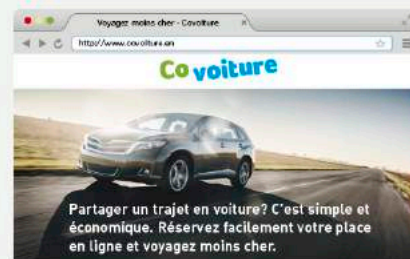 Voyagez moins cher - Covoiture
http://www.covoiture.en
Co voiture
Partager un trajet en voiture? C'est simple et
économique. Réservez facilement votre place
en ligne et voyagez moins cher.